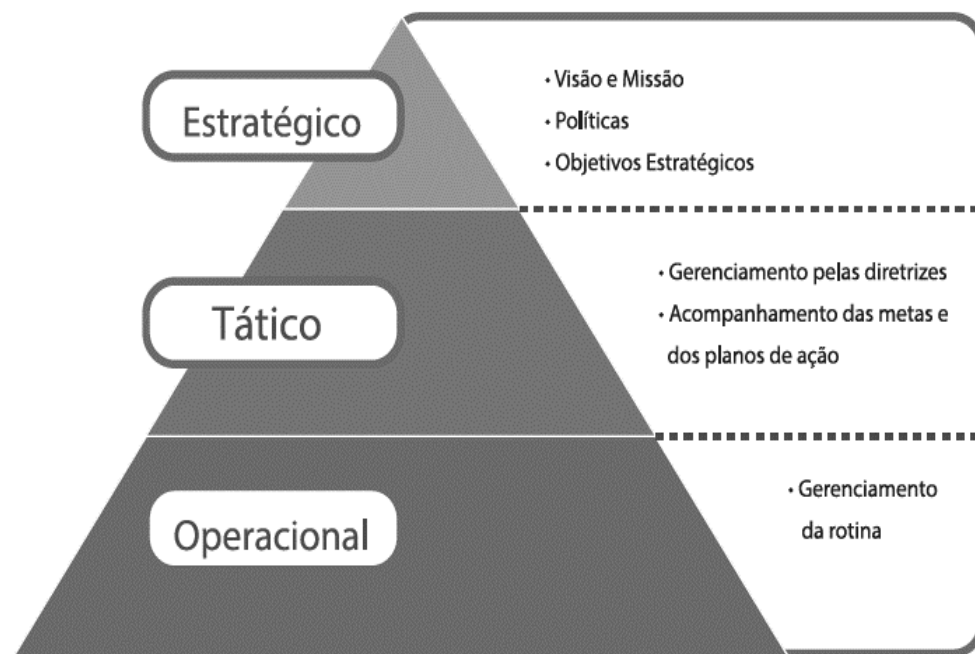 Estratégico
• Visão e Missão
• Políticas
• Objetivos Estratégicos
Tático
• Gerenciamento pelas diretrizes
• Acompanhamento das metas e
dos planos de ação
Operacional
• Gerenciamento
da rotina